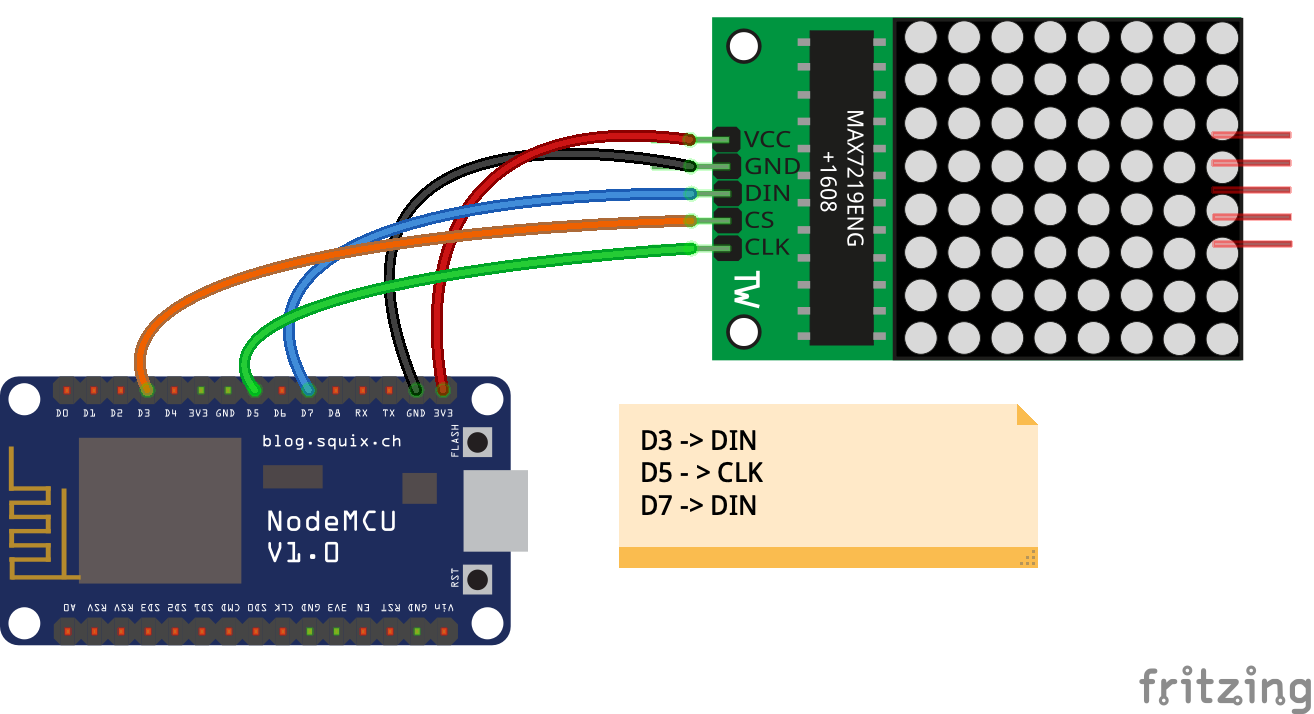 VCC
GND
DIN
CS
CLK
TW
MAX7219ENG
+1608
D0 D1 D2 D3 D4 3V3 GND D5 D6 D7 D8 RX TX GND 3V3
blog.squix.ch
FLASH
NodeMCU
V1.0
RST
A0 RSV RSV SD3 SD2 SD1 CMD SD0 CLK GND 3V3 EN RST GND Vin
D3 -> DIN
D5 - > CLK
D7 -> DIN
fritzing